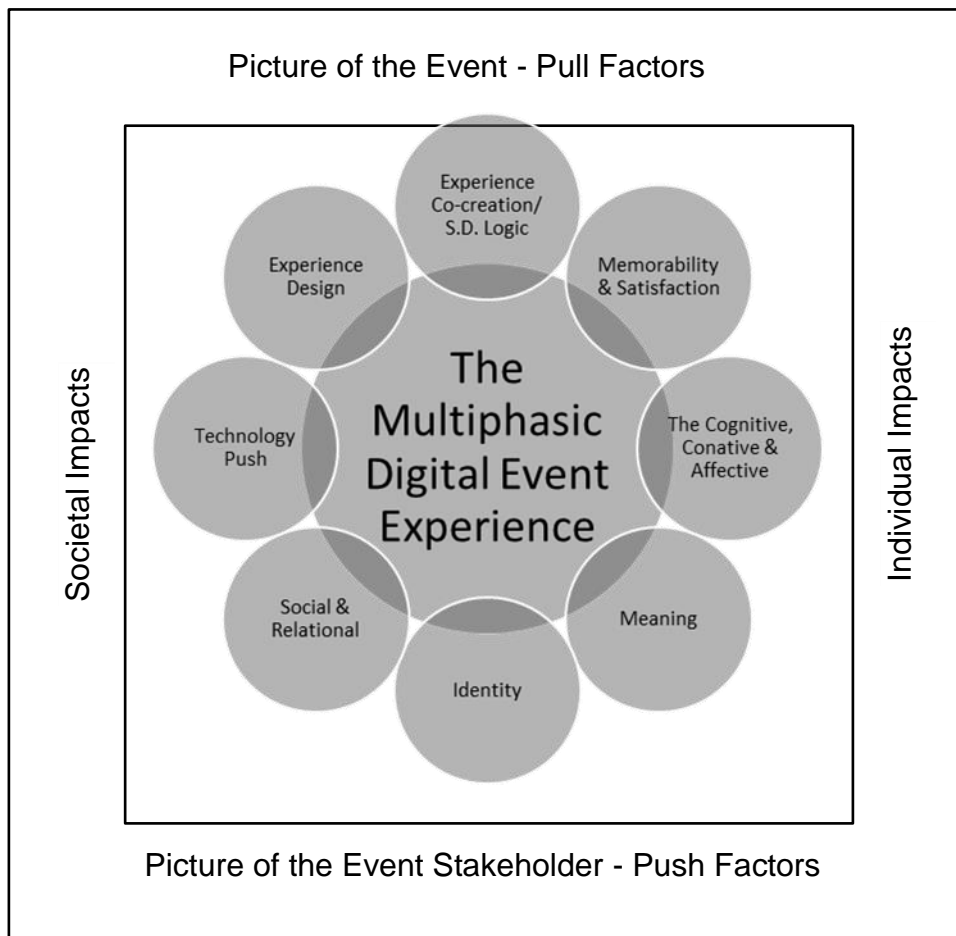 Picture of the Event - Pull Factors
Experience
Co-creation/
S.D. Logic
Experience
Design
Memorability
& Satisfaction
The
Multiphasic
Digital Event
Experience
Technology
Push
The Cognitive,
Conative &
Affective
Societal Impacts
Individual Impacts
Social &
Relational
Meaning
Identity
Picture of the Event Stakeholder - Push Factors